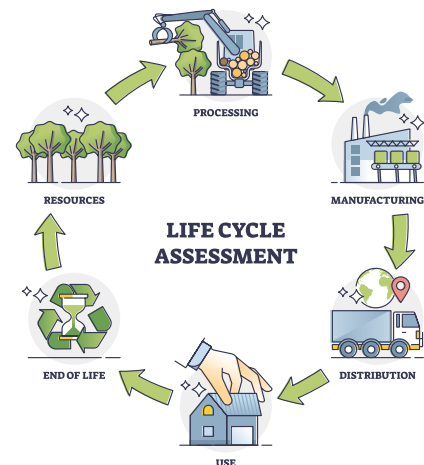 PROCESSING
RESOURCES
MANUFACTURING
LIFE CYCLE
ASSESSMENT
END OF LIFE
DISTRIBUTION
USE